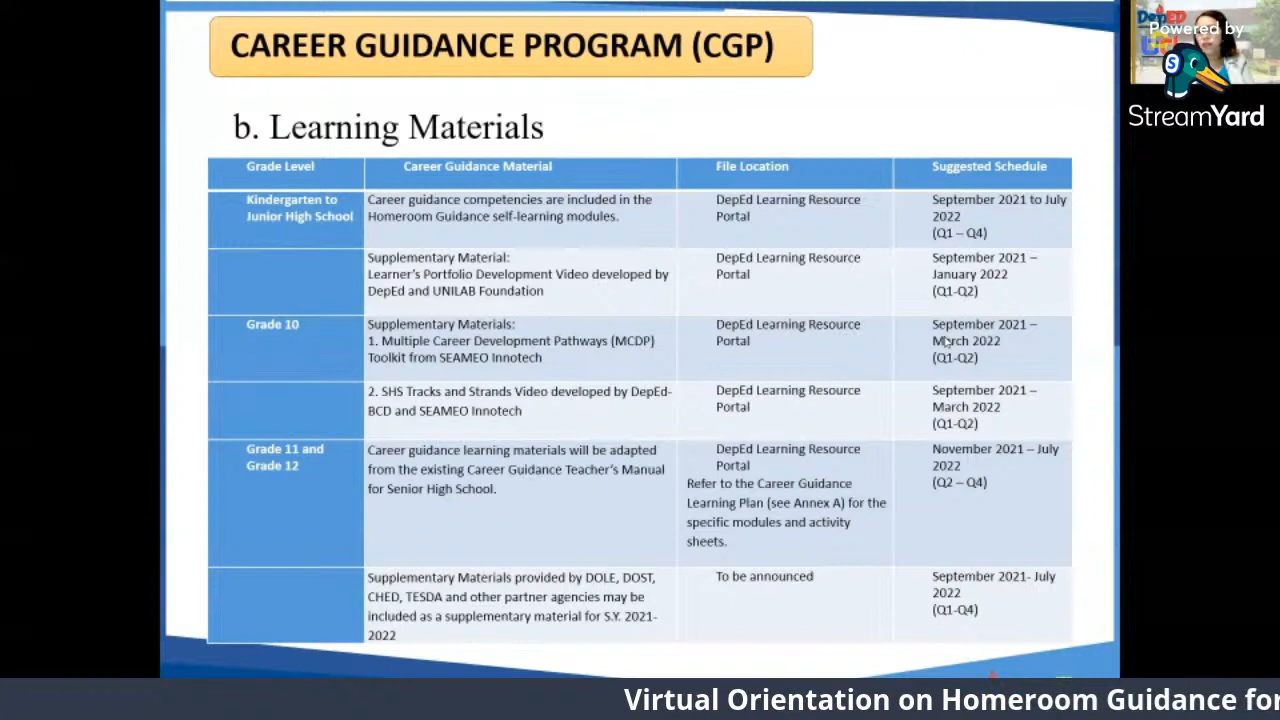 CAREER GUIDANCE PROGRAM (CGP)
b. Learning Materials
Grade Level
Career Guidance Material
File Location
Suggested Schedule
Kindergarten to
Junior High School
Career guidance competencies are included in the
Homeroom Guidance self-learning modules.
DepEd Learning Resource
Portal
September 2021 to July
2022
(Q1 – Q4)
Supplementary Material:
Learner's Portfolio Development Video developed by
DepEd and UNILAB Foundation
DepEd Learning Resource
Portal
September 2021 –
January 2022
(Q1-Q2)
Grade 10
Supplementary Materials:
1. Multiple Career Development Pathways (MCDP)
Toolkit from SEAMEO Innotech
DepEd Learning Resource
Portal
September 2021 –
March 2022
(Q1-Q2)
2. SHS Tracks and Strands Video developed by DepEd-
BCD and SEAMEO Innotech
DepEd Learning Resource
Portal
September 2021 –
March 2022
(Q1-Q2)
Grade 11 and
Grade 12
Career guidance learning materials will be adapted
from the existing Career Guidance Teacher's Manual
for Senior High School.
DepEd Learning Resource
Portal
Refer to the Career Guidance
Learning Plan (see Annex A) for the
specific modules and activity
sheets.
November 2021 – July
2022
(Q2 – Q4)
Supplementary Materials provided by DOLE, DOST,
CHED, TESDA and other partner agencies may be
included as a supplementary material for S.Y. 2021-
2022
To be announced
September 2021- July
2022
(Q1-Q4)
DepED
Powered by
S
StreamYard
Virtual Orientation on Homeroom Guidance for